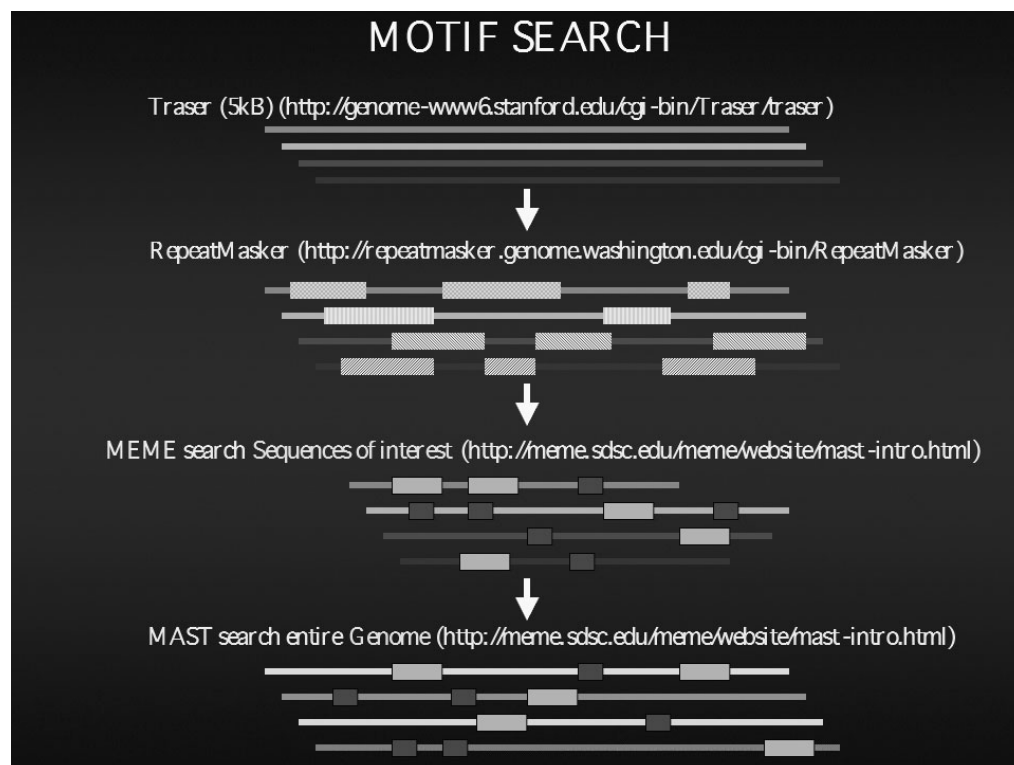 MOTIF SEARCH
Traser (5kB) (http://genome-www6.stanford.edu/cgi-bin/Traser/traser)
RepeatMasker (http://repeatmasker.genome.washington.edu/cgi-bin/RepeatMasker)
MEME search Sequences of interest (http://meme.sdsc.edu/meme/website/mast-intro.html)
MAST search entire Genome (http://meme.sdsc.edu/meme/website/mast-intro.html)